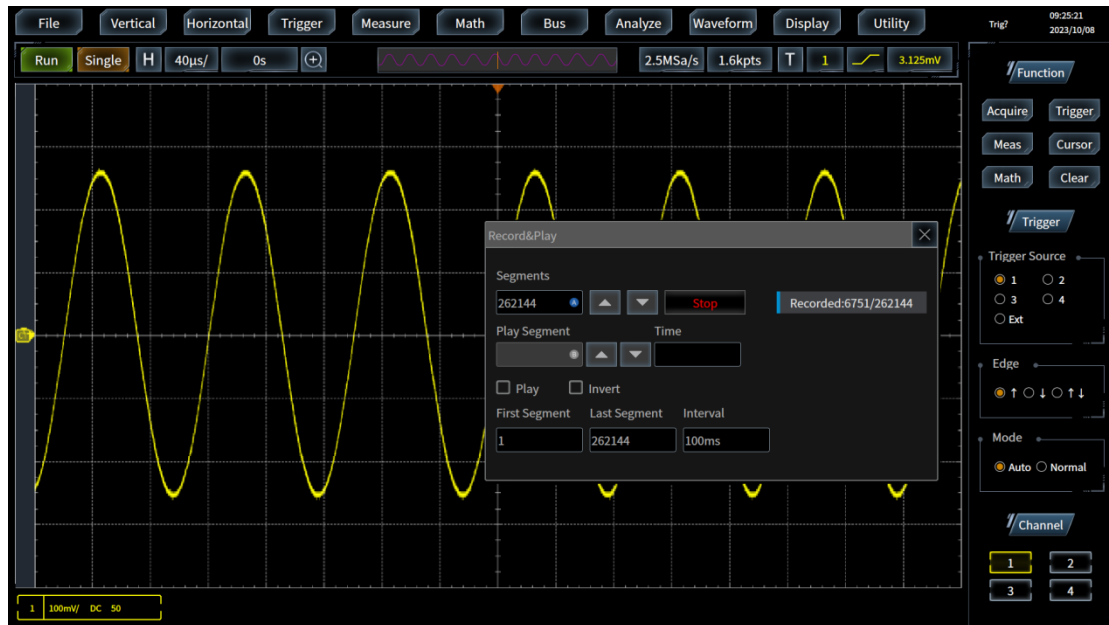 File Vertical Horizontal Trigger Measure Math Bus Analyze Waveform Display Utility Trig? 09:25:21
2023/10/08
Run Single H 40μs/ 0s 2.5MSa/s 1.6kpts T 1 3.125mV
Function
Acquire Trigger
Meas Cursor
Math Clear
Trigger
Trigger Source
1 2
3 4
Ext
Edge
↑ ↓ ↑↓
Mode
Auto Normal
Channel
1 2
3 4
Record&Play
Segments
262144 A Stop Recorded:6751/262144
Play Segment Time
Play Invert
First Segment Last Segment Interval
1 262144 100ms
1 100mV/ DC 50